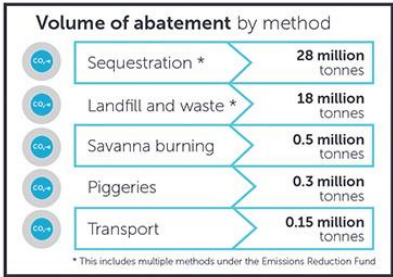 Volume of abatement by method
CO₂-e Sequestration * 28 million
tonnes
CO₂-e Landfill and waste * 18 million
tonnes
CO₂-e Savanna burning 0.5 million
tonnes
CO₂-e Piggeries 0.3 million
tonnes
CO₂-e Transport 0.15 million
tonnes
* This includes multiple methods under the Emissions Reduction Fund